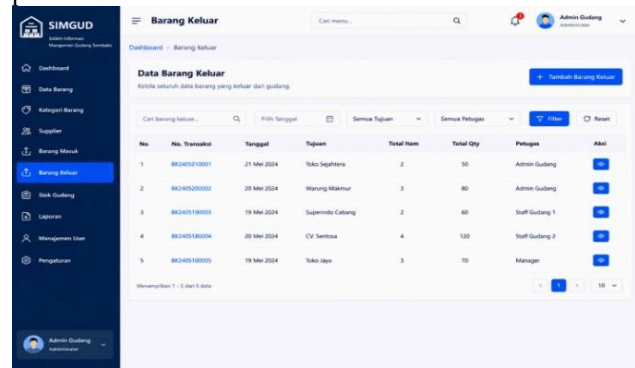 SIMGUD
Sistem Informasi
Manajemen Gudang Sembako
Dashboard
Data Barang
Kategori Barang
Supplier
Barang Masuk
Barang Keluar
Stok Gudang
Laporan
Manajemen User
Pengaturan
Admin Gudang
Administrator
Barang Keluar
Cari menu...
Admin Gudang
Administrator
Dashboard > Barang Keluar
Data Barang Keluar
Kelola seluruh data barang yang keluar dari gudang.
+ Tambah Barang Keluar
Cari barang keluar... Pilih Tanggal Semua Tujuan Semua Petugas Filter Reset
No No. Transaksi Tanggal Tujuan Total Item Total Qty Petugas Aksi
1 BK2405210001 21 Mei 2024 Toko Sejahtera 2 50 Admin Gudang
2 BK2405200002 20 Mei 2024 Warung Makmur 3 80 Admin Gudang
3 BK2405190003 19 Mei 2024 Superindo Cabang 2 60 Staff Gudang 1
4 BK2405180004 20 Mei 2024 CV. Sentosa 4 120 Staff Gudang 2
5 BK2405100005 19 Mei 2024 Toko Jaya 3 70 Manager
Menampilkan 1 - 5 dari 5 data
< 1 > 10